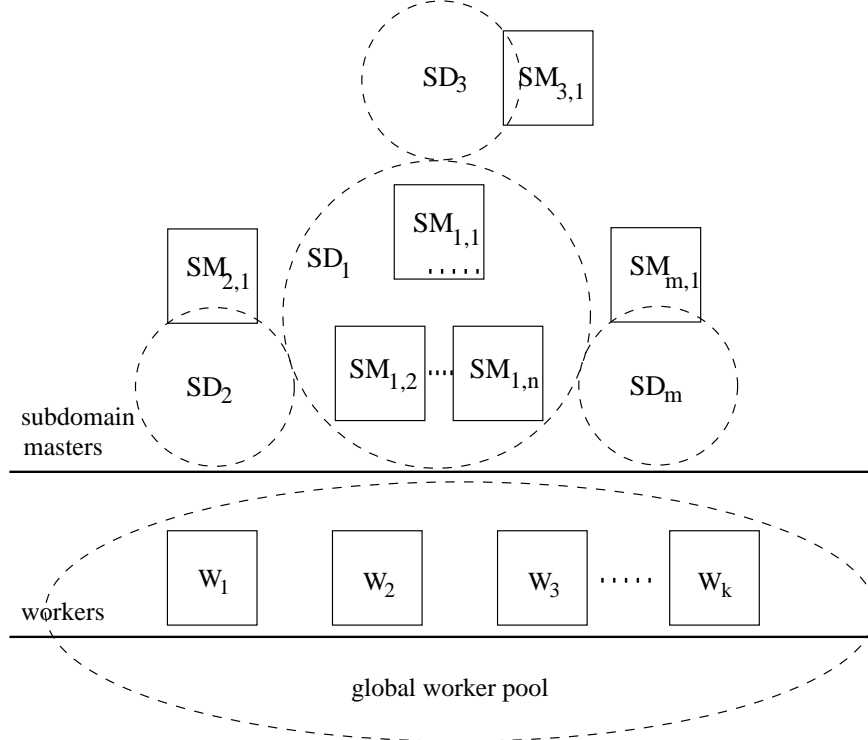 SD3 SM3,1
SM1,1
.....
SD1
SM2,1
SMm,1
SM1,2 ..... SM1,n
SD2
SDm
subdomain
masters
W1 W2 W3 ..... Wk
workers
global worker pool